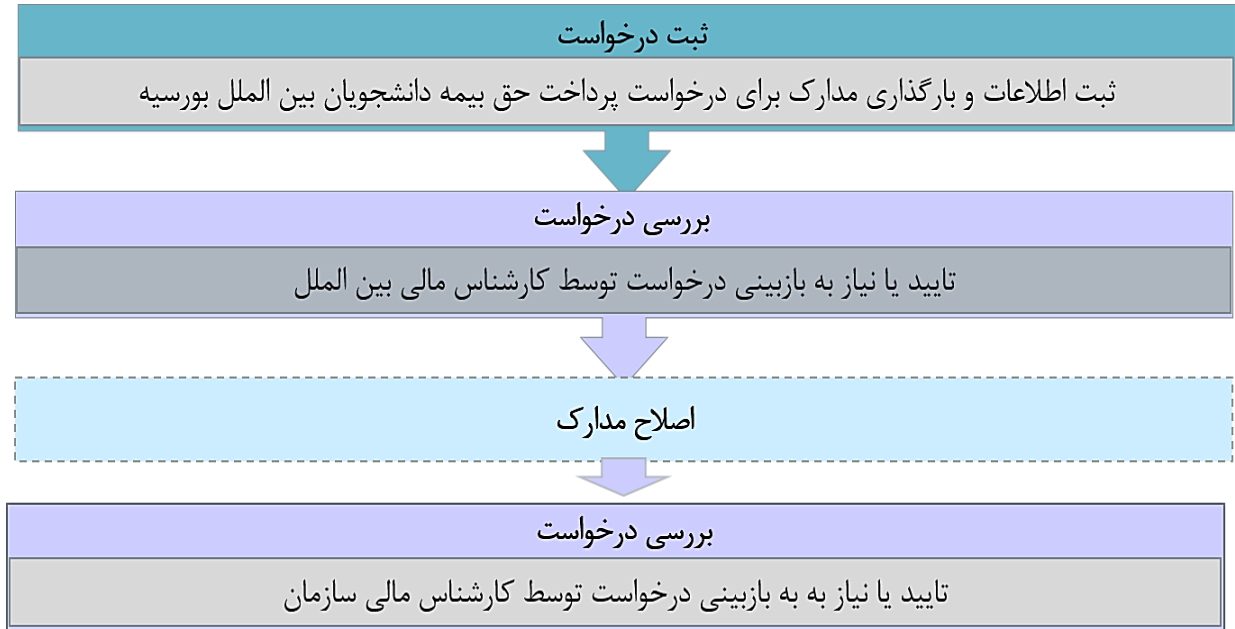 ثبت درخواست
ثبت اطلاعات و بارگذاری مدارک برای درخواست پرداخت حق بیمه دانشجویان بین الملل بورسیه
بررسی درخواست
تایید یا نیاز به بازبینی درخواست توسط کارشناس مالی بین الملل
اصلاح مدارک
بررسی درخواست
تایید یا نیاز به به بازبینی درخواست توسط کارشناس مالی سازمان